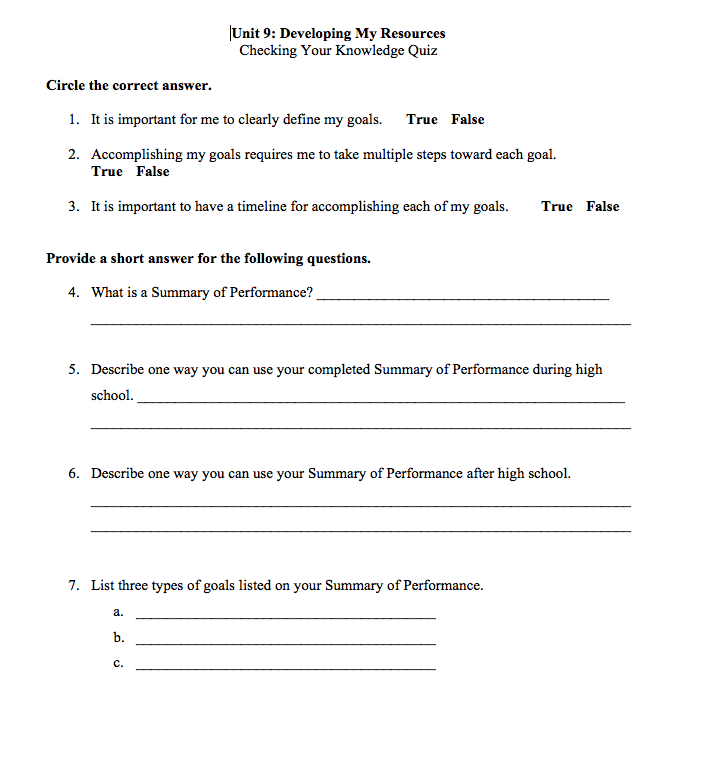 Unit 9: Developing My Resources
Checking Your Knowledge Quiz
Circle the correct answer.
1. It is important for me to clearly define my goals. True False
2. Accomplishing my goals requires me to take multiple steps toward each goal.
True False
3. It is important to have a timeline for accomplishing each of my goals. True False
Provide a short answer for the following questions.
4. What is a Summary of Performance?
5. Describe one way you can use your completed Summary of Performance during high
school.
6. Describe one way you can use your Summary of Performance after high school.
7. List three types of goals listed on your Summary of Performance.
a.
b.
c.